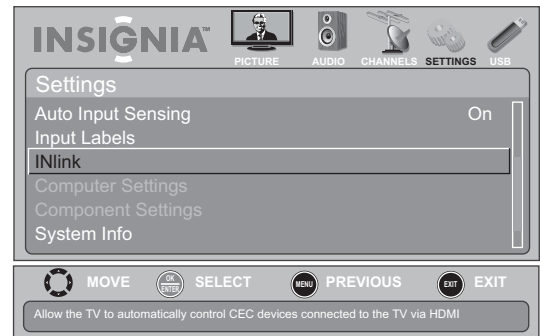 INSIGNIA™
PICTURE AUDIO CHANNELS SETTINGS USB
Settings
Auto Input Sensing On
Input Labels
INlink
Computer Settings
Component Settings
System Info
MOVE OK ENTER SELECT MENU PREVIOUS EXIT EXIT
Allow the TV to automatically control CEC devices connected to the TV via HDMI